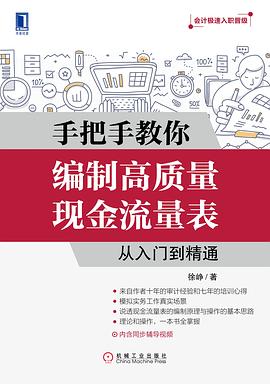 会计极速入职晋级
华章会计
手把手教你
编制高质量
现金流量表
从入门到精通
徐峥 / 著
●来自作者十年的审计经验和七年的培训心得
●模拟实务工作真实场景
●说透现金流量表的编制原理与操作的基本思路
●理论和操作，一本书全掌握
●内含同步辅导视频
机械工业出版社
China Machine Press